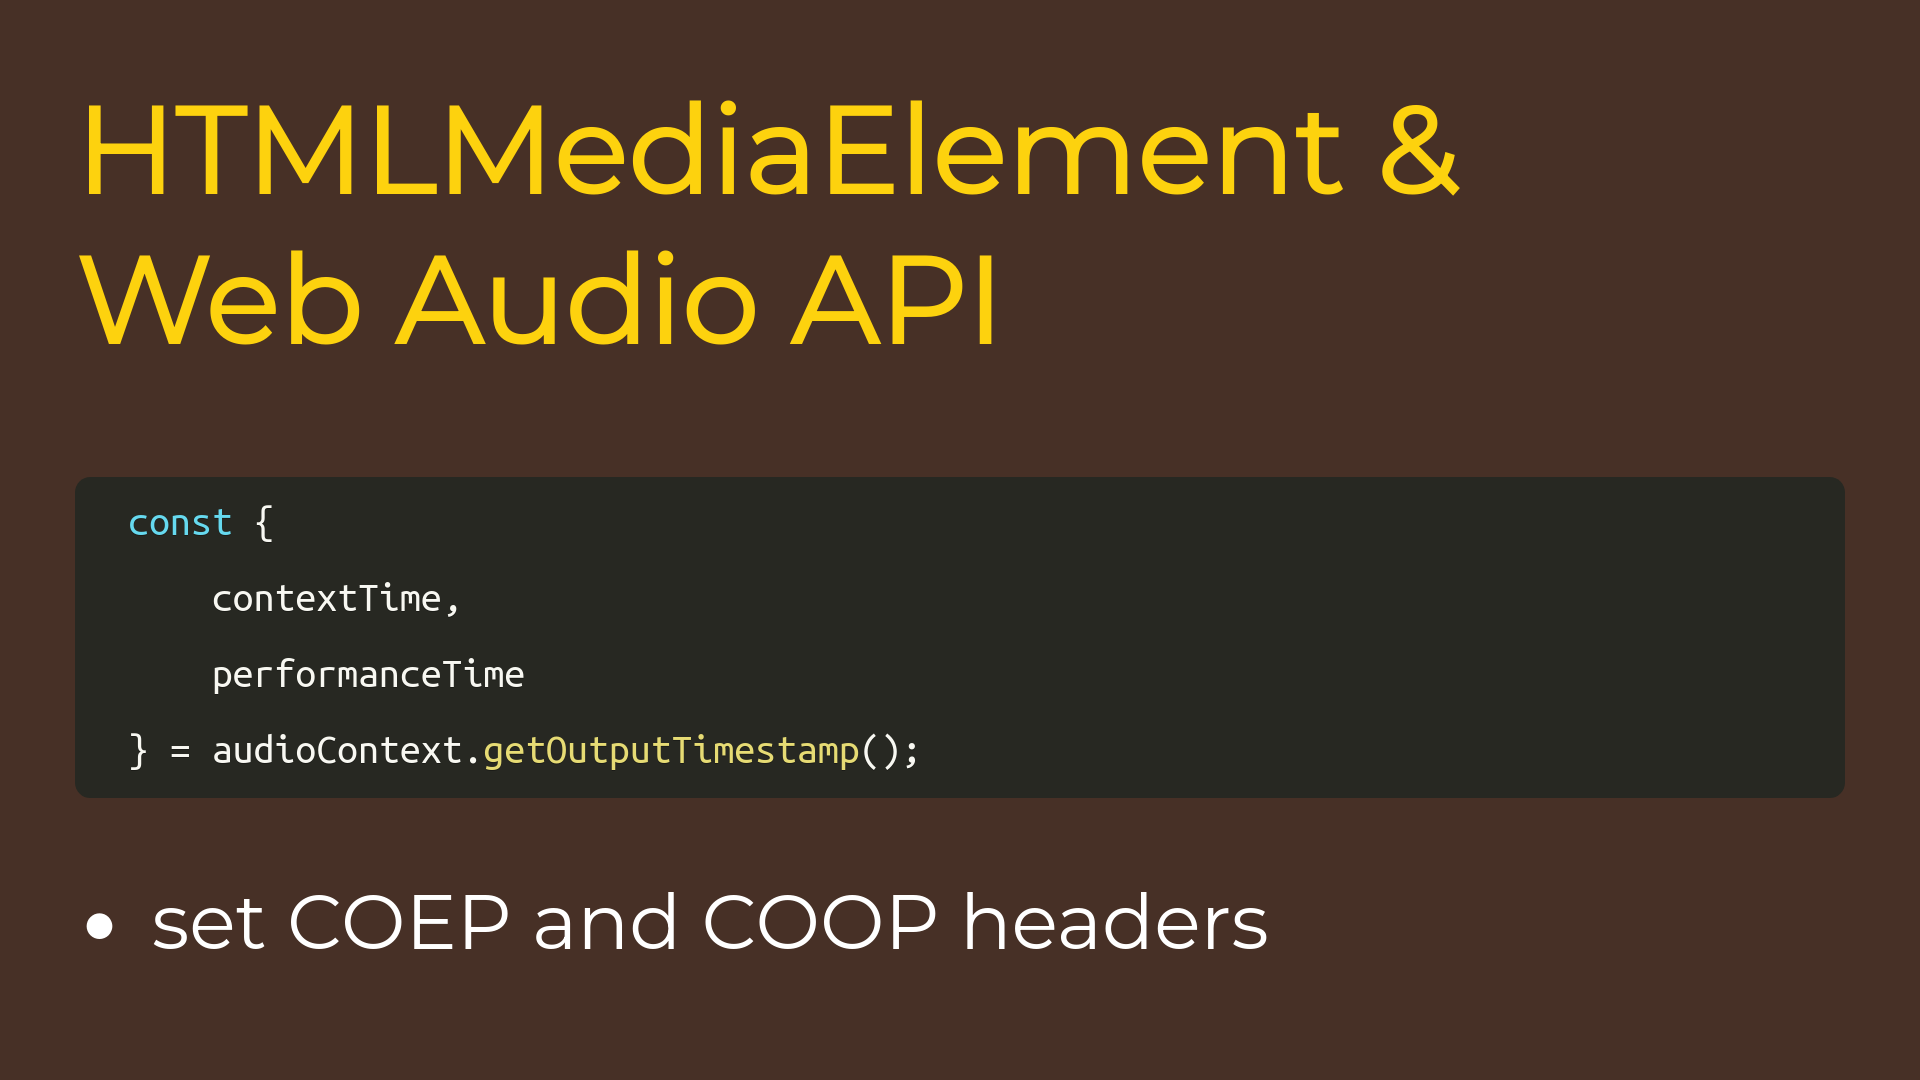 HTMLMediaElement &
Web Audio API
const {
    contextTime,
    performanceTime
} = audioContext.getOutputTimestamp();
• set COEP and COOP headers